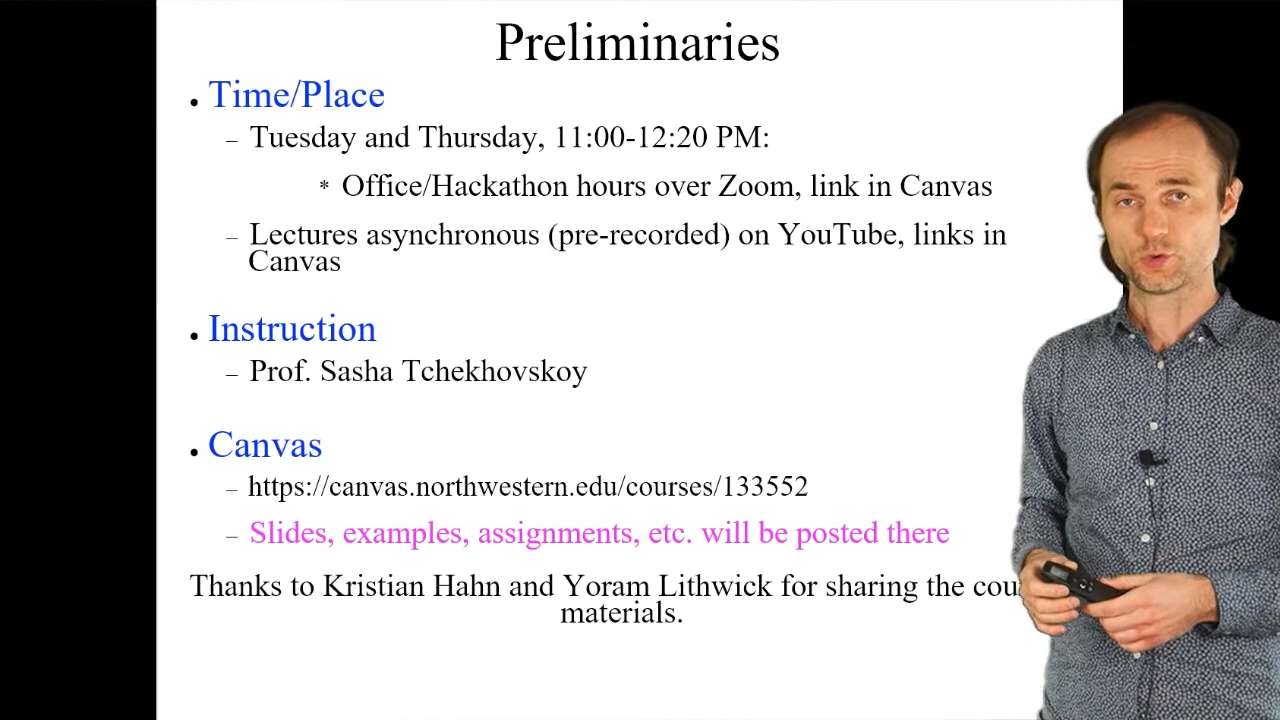 Preliminaries
• Time/Place
– Tuesday and Thursday, 11:00-12:20 PM:
* Office/Hackathon hours over Zoom, link in Canvas
– Lectures asynchronous (pre-recorded) on YouTube, links in
Canvas
• Instruction
– Prof. Sasha Tchekhovskoy
• Canvas
– https://canvas.northwestern.edu/courses/133552
– Slides, examples, assignments, etc. will be posted there
Thanks to Kristian Hahn and Yoram Lithwick for sharing the
materials.